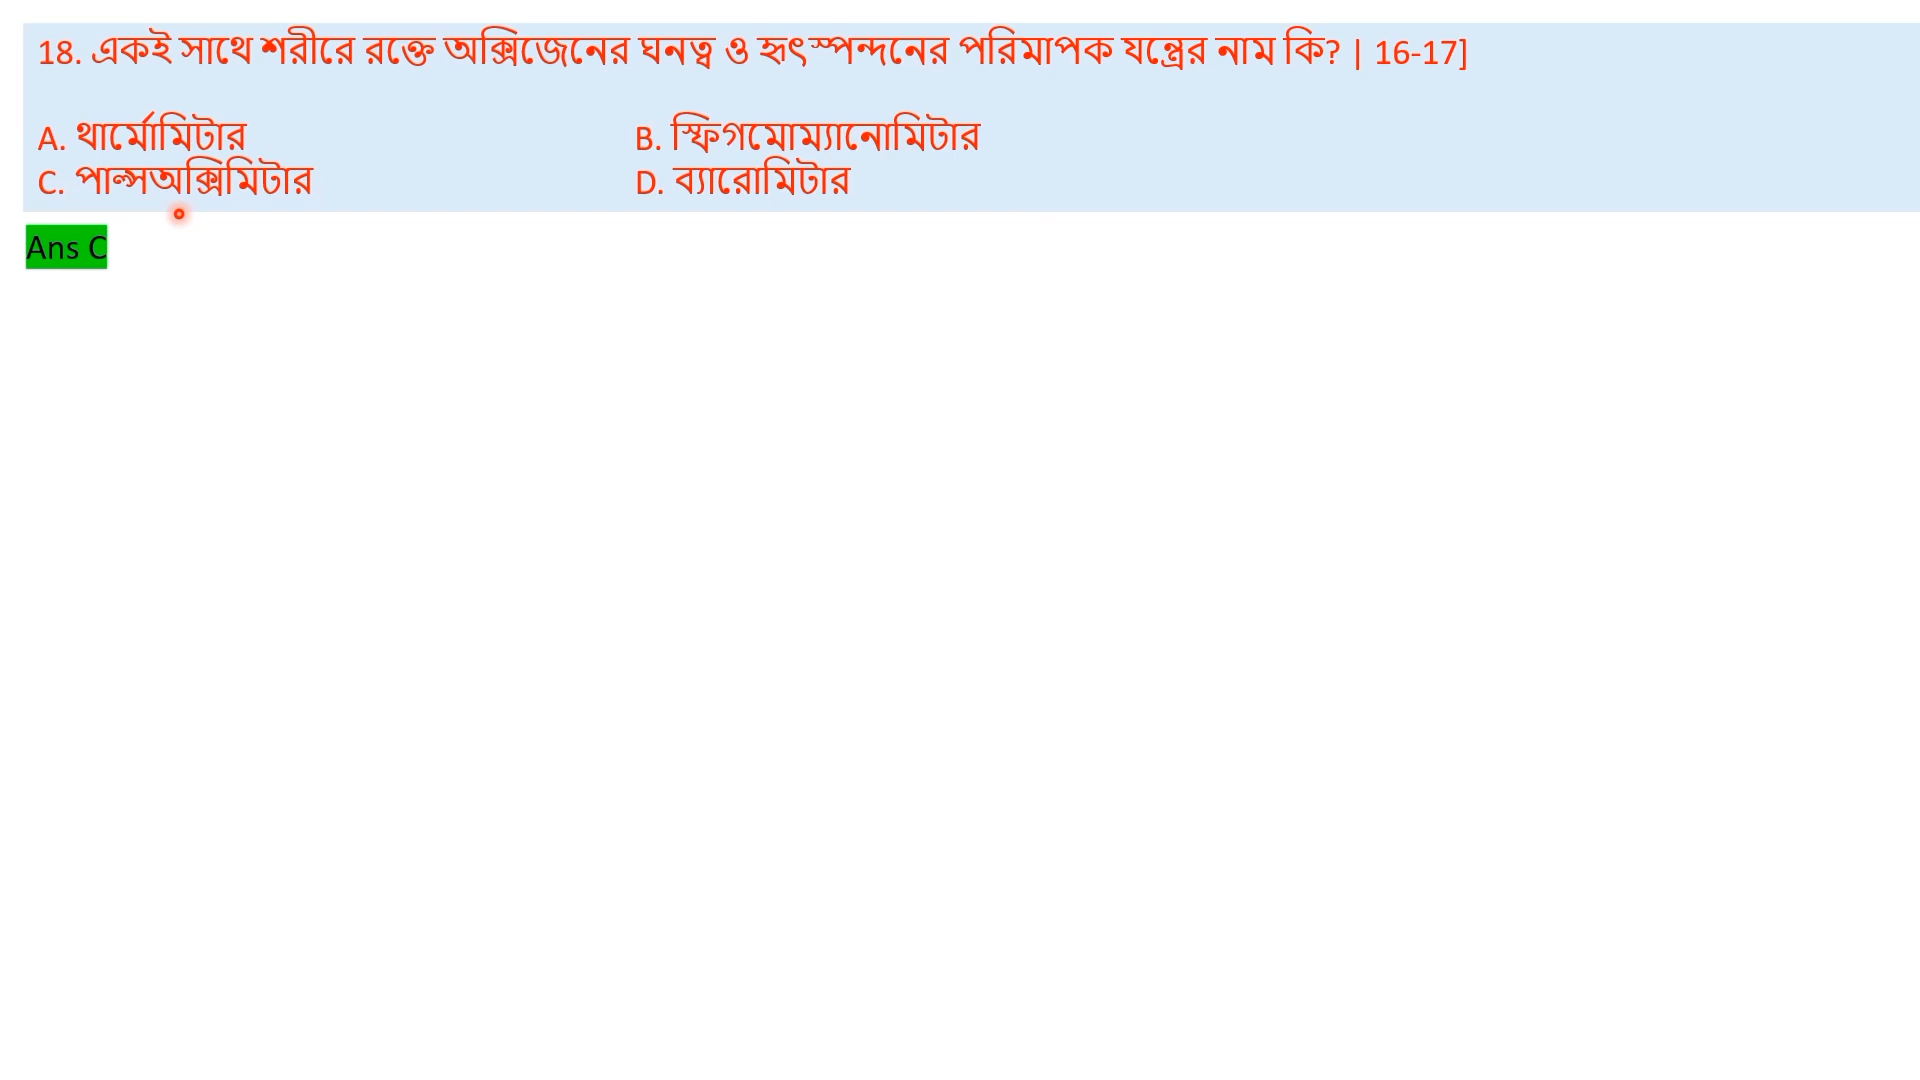 18. একই সাথে শরীরে রক্তে অক্সিজেনের ঘনত্ব ও হৃৎস্পন্দনের পরিমাপক যন্ত্রের নাম কি? | 16-17]
A. থার্মোমিটার B. স্ফিগমোম্যানোমিটার
C. পাল্সঅক্সিমিটার D. ব্যারোমিটার
Ans C